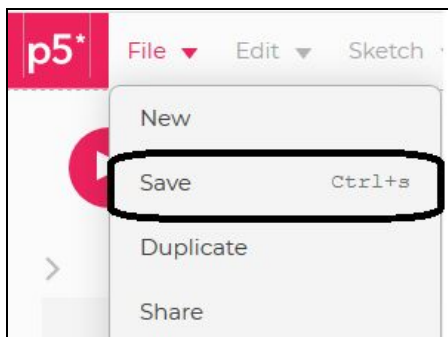 p5* File Edit Sketch
New
Save Ctrl+s
Duplicate
Share